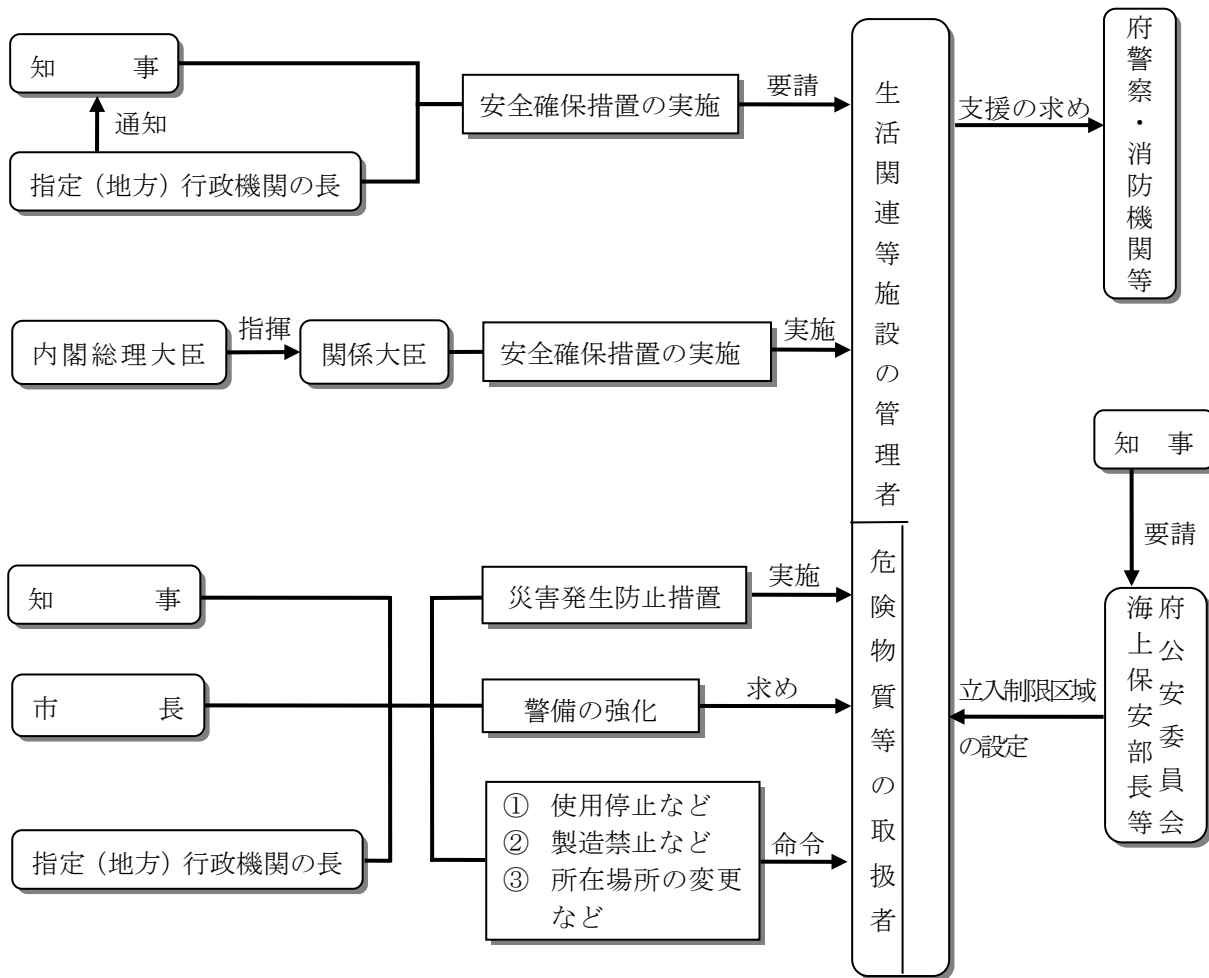 知　　　事
通知
指定（地方）行政機関の長
安全確保措置の実施
要請
内閣総理大臣
指揮
関係大臣
安全確保措置の実施
実施
知　　　事
市　　　長
指定（地方）行政機関の長
災害発生防止措置
実施
警備の強化
求め
①　使用停止など
②　製造禁止など
③　所在場所の変更
など
命令
生活関連等施設の管理者
危険物質等の取扱者
支援の求め
府警察・消防機関等
知　事
要請
府公安委員会
海上保安部長等
立入制限区域
の設定